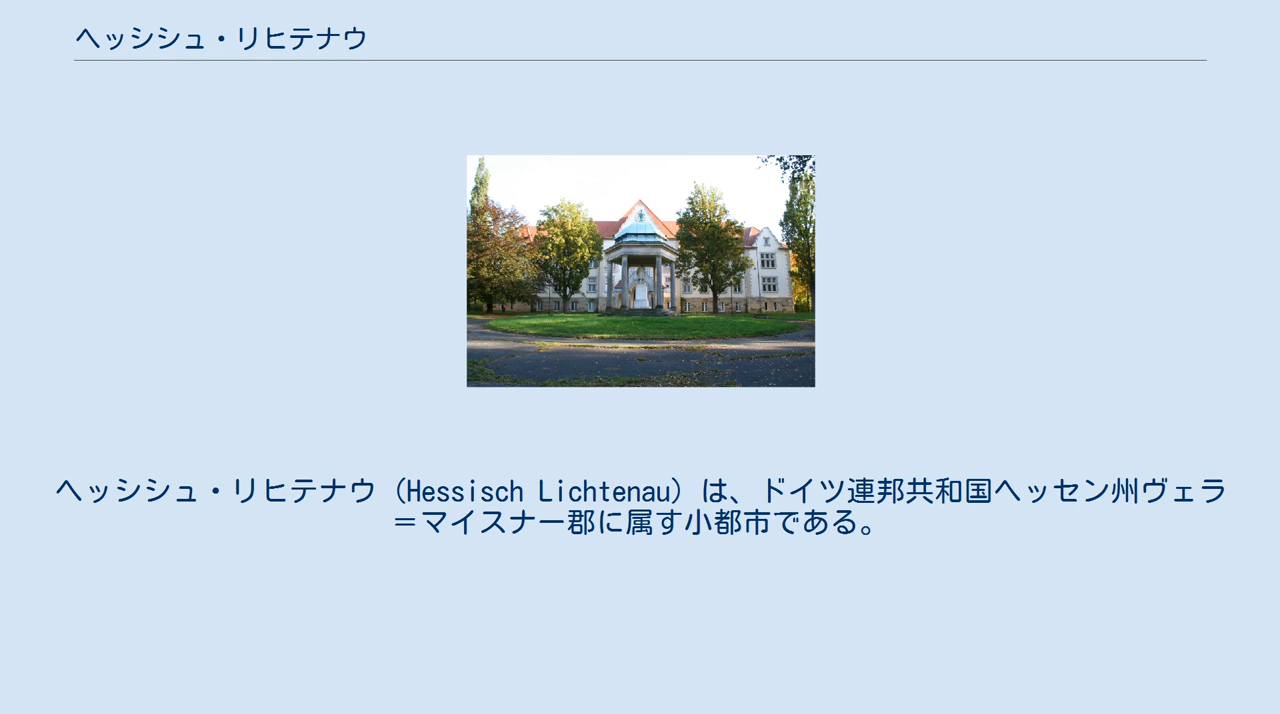 ヘッシシュ・リヒテナウ
ヘッシシュ・リヒテナウ（Hessisch Lichtenau）は、ドイツ連邦共和国ヘッセン州ヴェラ
＝マイスナー郡に属す小都市である。